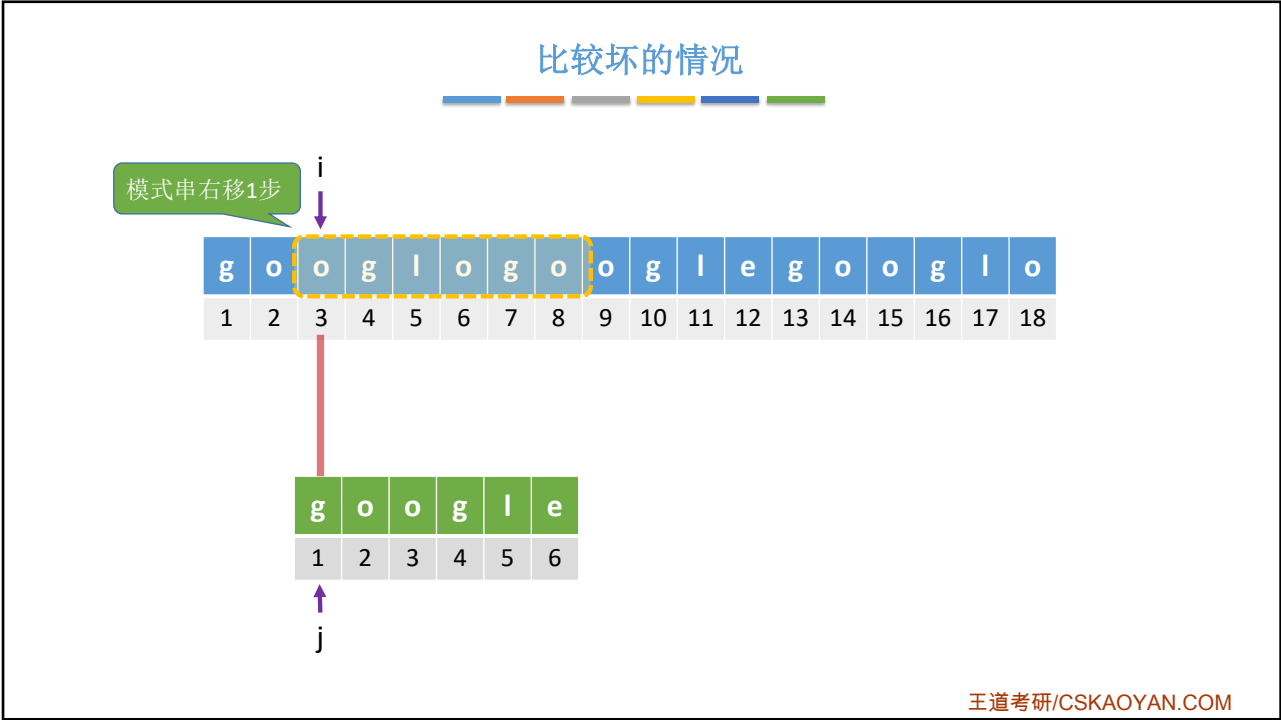 比较坏的情况
i
模式串右移1步
g o o g l o g o o g l e g o o g l o
1 2 3 4 5 6 7 8 9 10 11 12 13 14 15 16 17 18
g o o g l e
1 2 3 4 5 6
j
王道考研/CSKAOYAN.COM